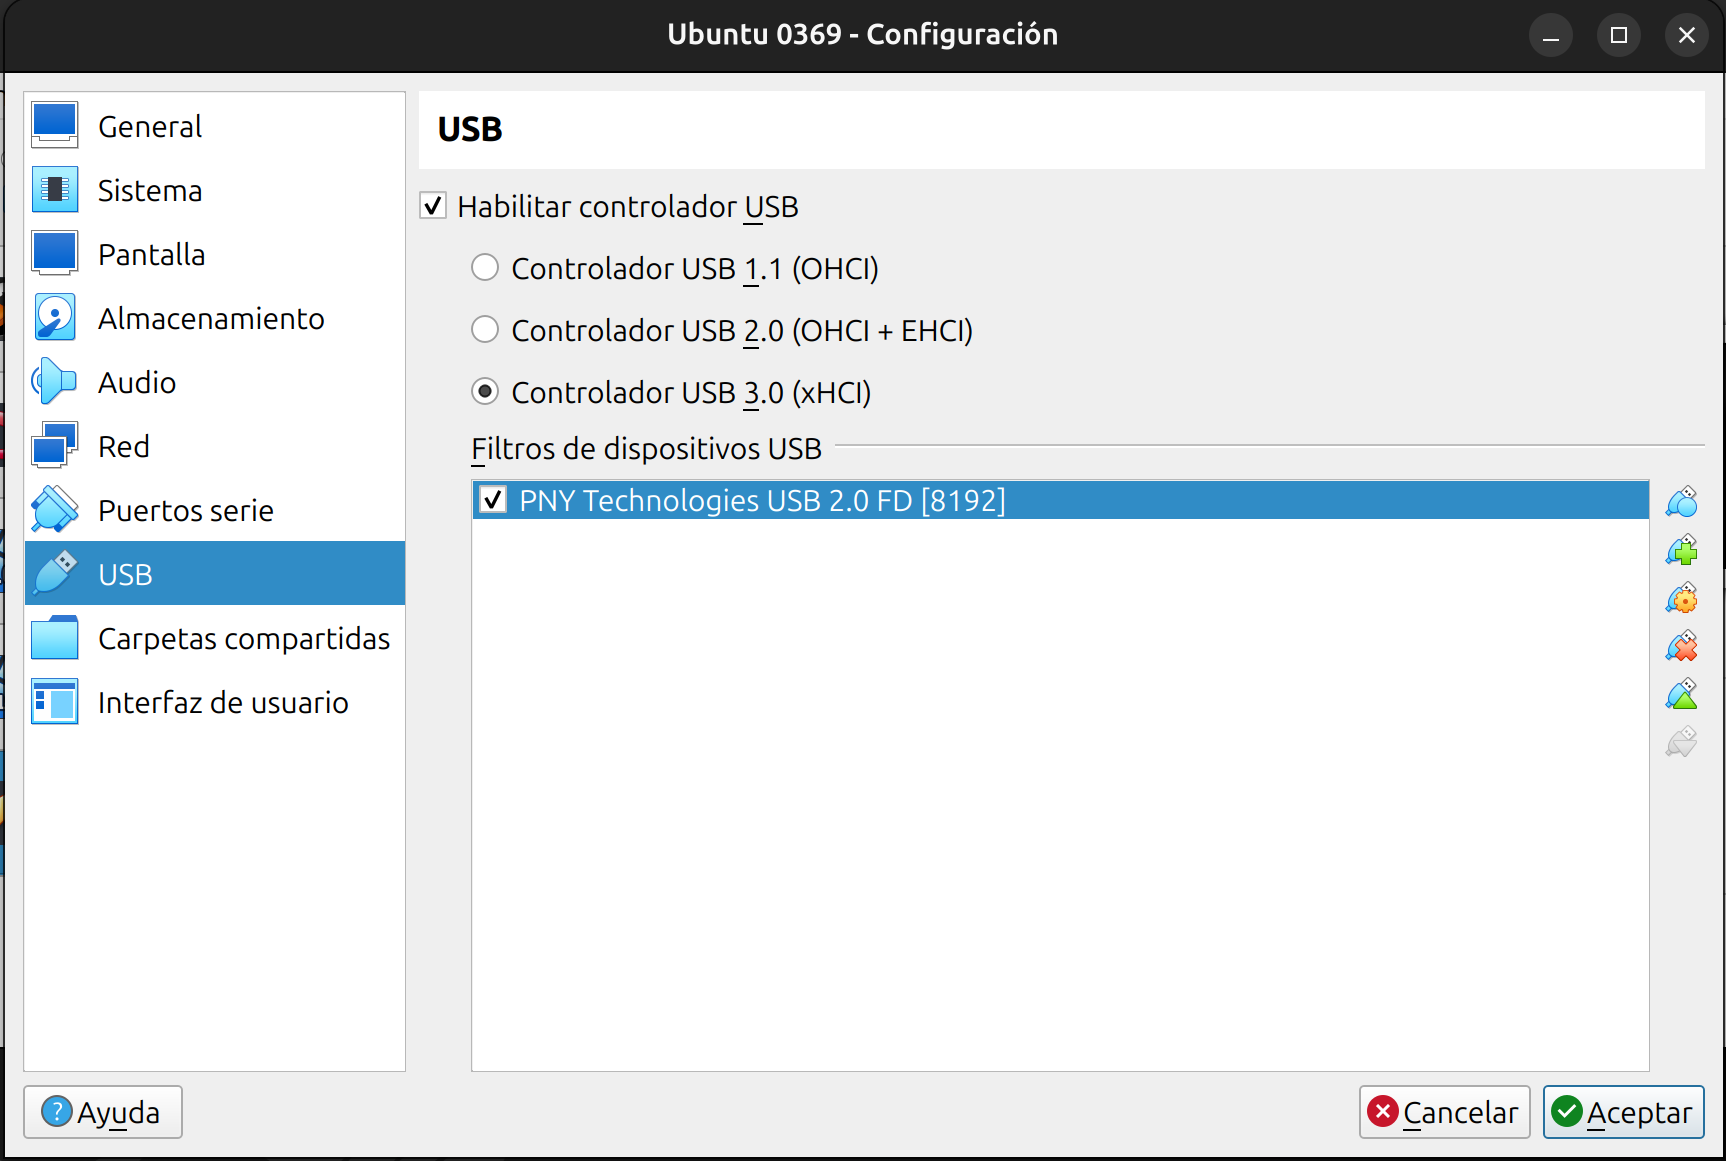 Ubuntu 0369 - Configuración
General
Sistema
Pantalla
Almacenamiento
Audio
Red
Puertos serie
USB
Carpetas compartidas
Interfaz de usuario
USB
Habilitar controlador USB
Controlador USB 1.1 (OHCI)
Controlador USB 2.0 (OHCI + EHCI)
Controlador USB 3.0 (xHCI)
Filtros de dispositivos USB
PNY Technologies USB 2.0 FD [8192]
Ayuda
Cancelar
Aceptar